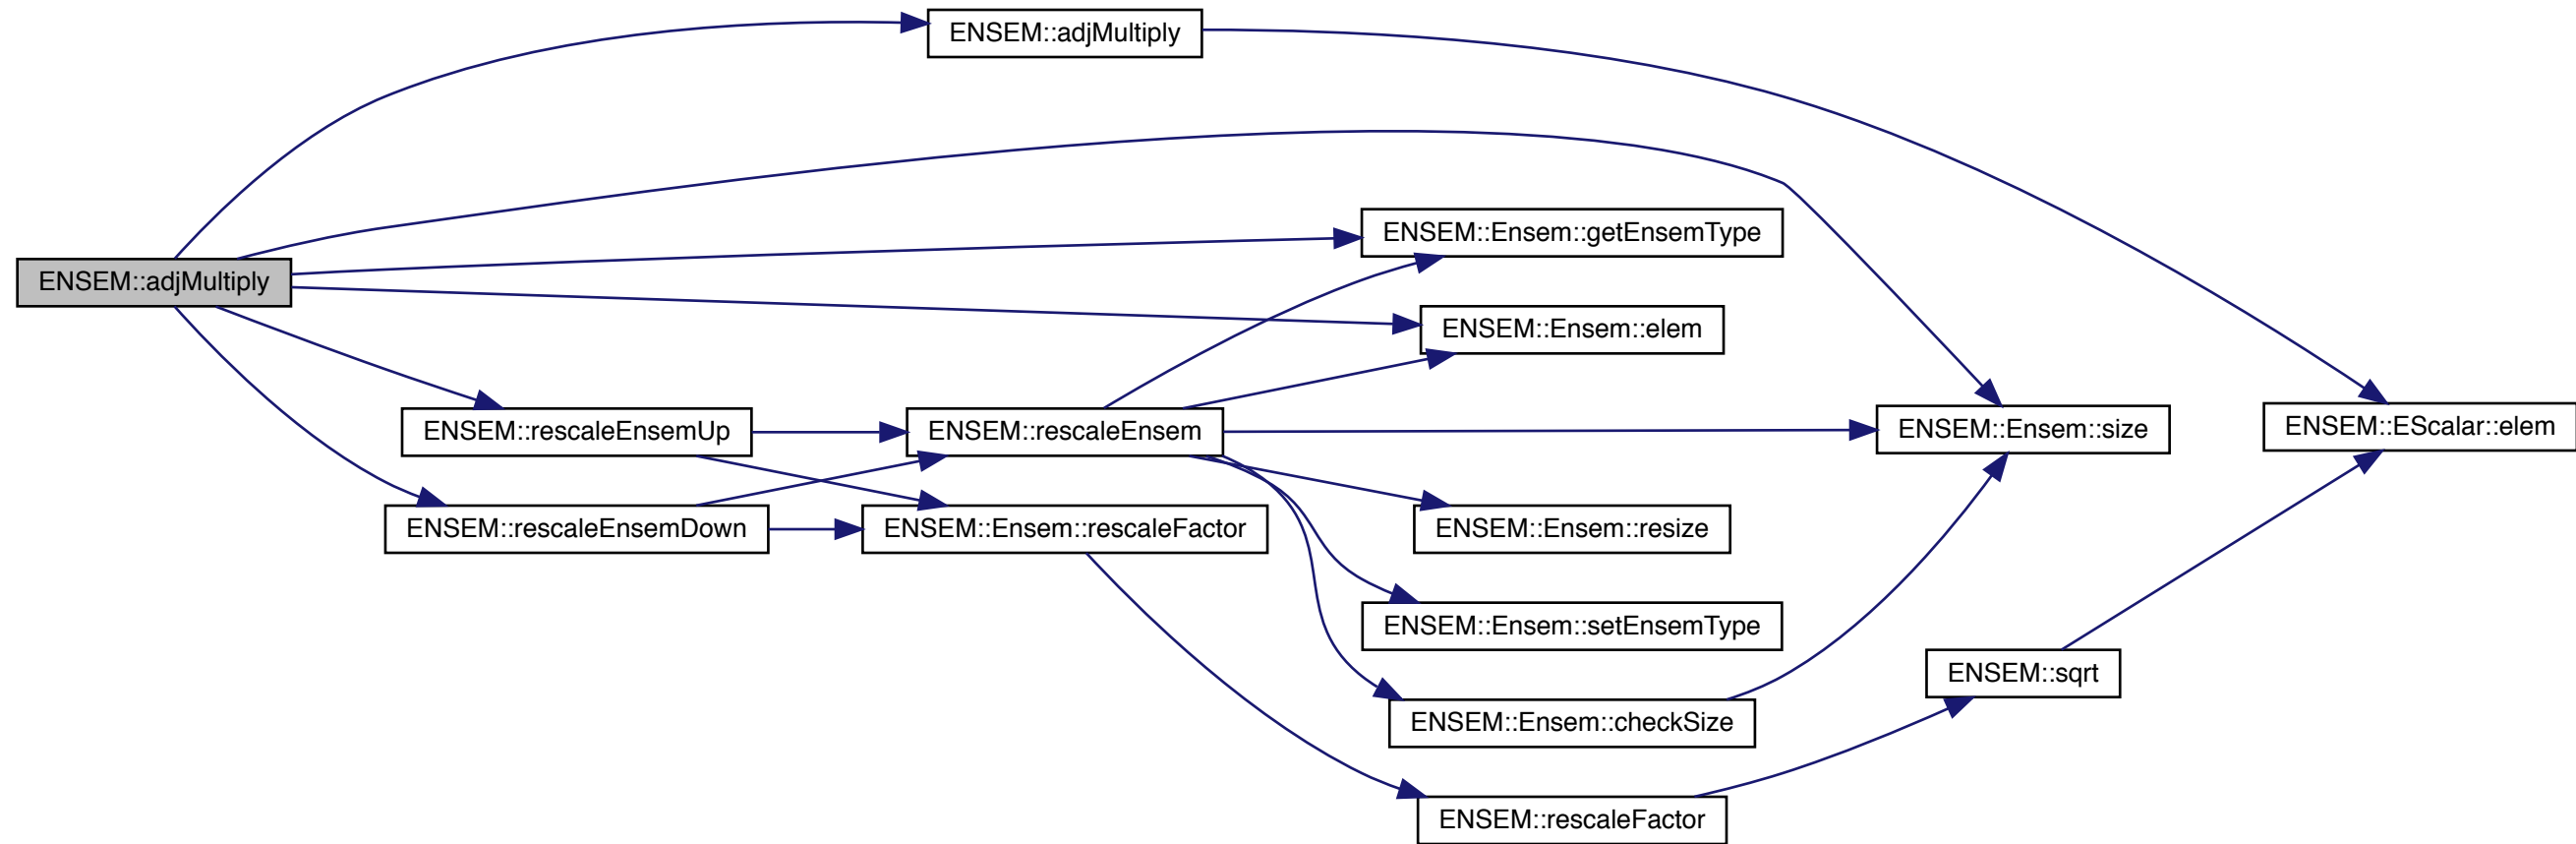 ENSEM::adjMultiply
ENSEM::adjMultiply
ENSEM::Ensem::getEnsemType
ENSEM::Ensem::elem
ENSEM::rescaleEnsemUp
ENSEM::rescaleEnsem
ENSEM::Ensem::size
ENSEM::EScalar::elem
ENSEM::rescaleEnsemDown
ENSEM::Ensem::rescaleFactor
ENSEM::Ensem::resize
ENSEM::Ensem::setEnsemType
ENSEM::sqrt
ENSEM::Ensem::checkSize
ENSEM::rescaleFactor